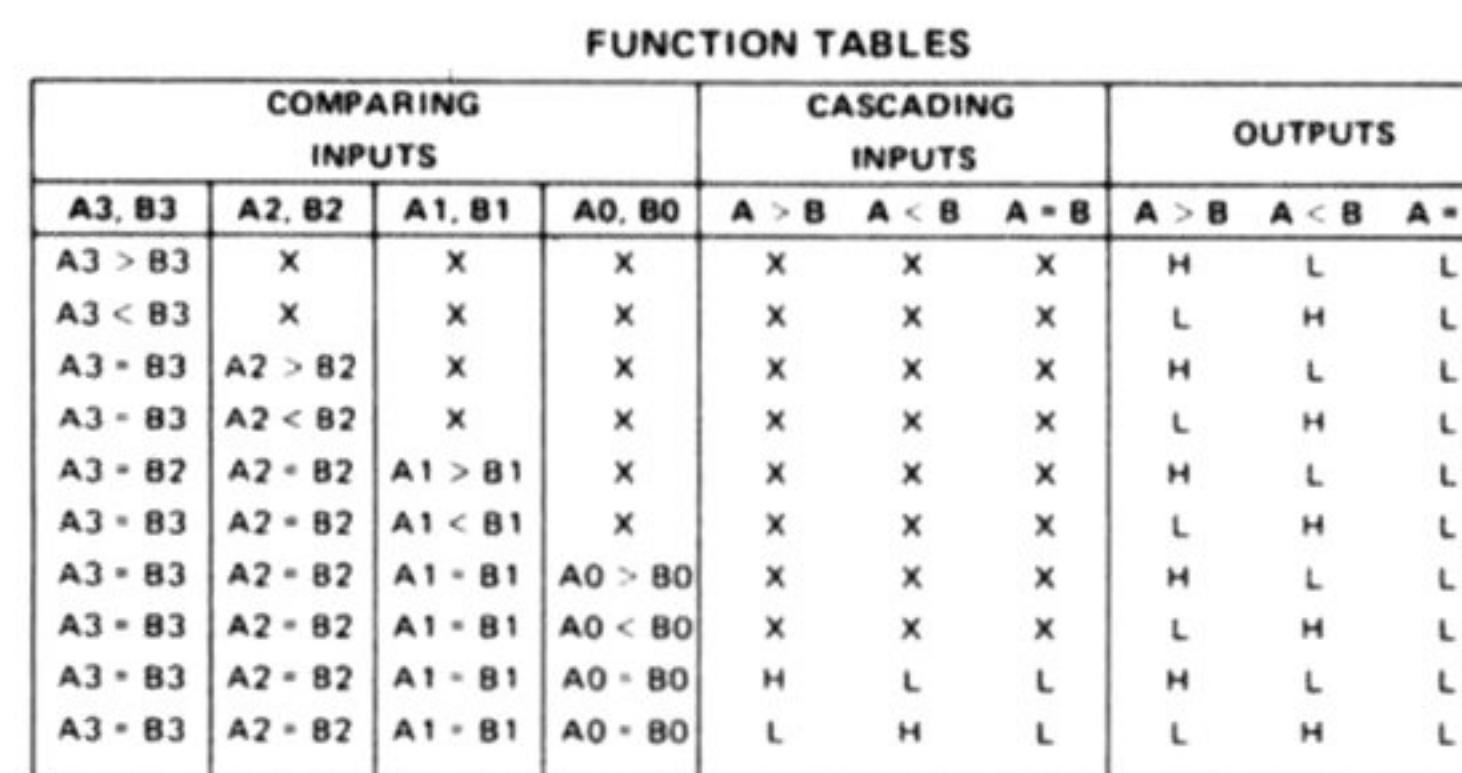 FUNCTION TABLES
COMPARING INPUTS CASCADING INPUTS OUTPUTS
A3, B3 A2, B2 A1, B1 A0, B0 A > B A < B A = B A > B A < B A =
A3 > B3 X X X X X X H L L
A3 < B3 X X X X X X L H L
A3 = B3 A2 > B2 X X X X X H L L
A3 = B3 A2 < B2 X X X X X L H L
A3 = B2 A2 = B2 A1 > B1 X X X X H L L
A3 = B3 A2 = B2 A1 < B1 X X X X L H L
A3 = B3 A2 = B2 A1 = B1 A0 > B0 X X X H L L
A3 = B3 A2 = B2 A1 = B1 A0 < B0 X X X L H L
A3 = B3 A2 = B2 A1 = B1 A0 = B0 H L L H L L
A3 = B3 A2 = B2 A1 = B1 A0 = B0 L H L L H L